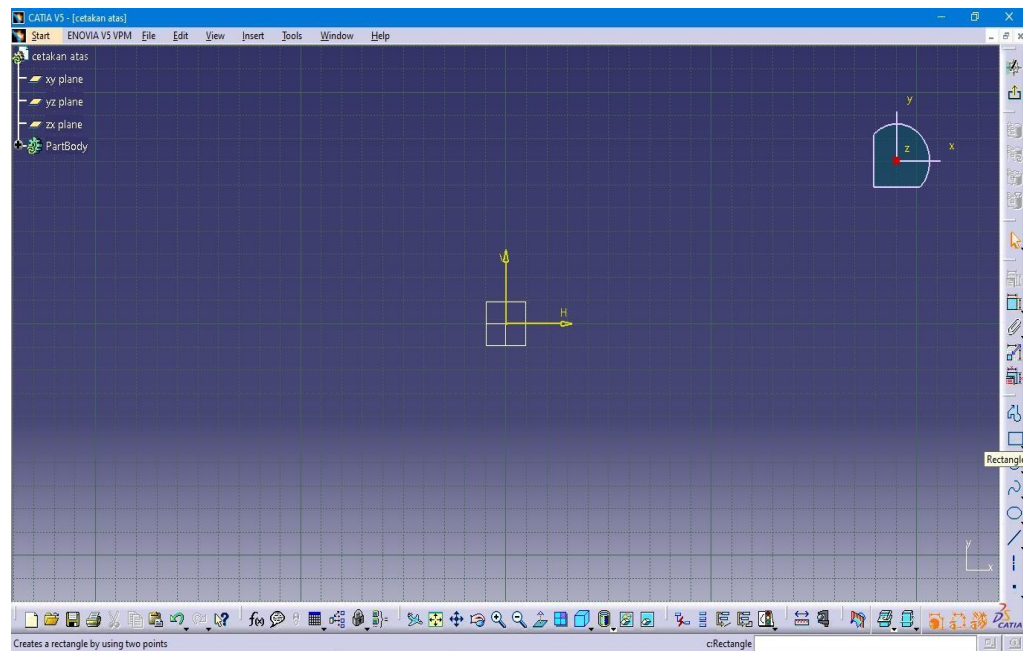 CATIA V5 - [cetakan atas]
Start ENOVIA V5 VPM File Edit View Insert Tools Window Help
cetakan atas
xy plane
yz plane
zx plane
PartBody
y
z
x
V
H
Rectangle
y
x
f(x)
CATIA
Creates a rectangle by using two points
c:Rectangle